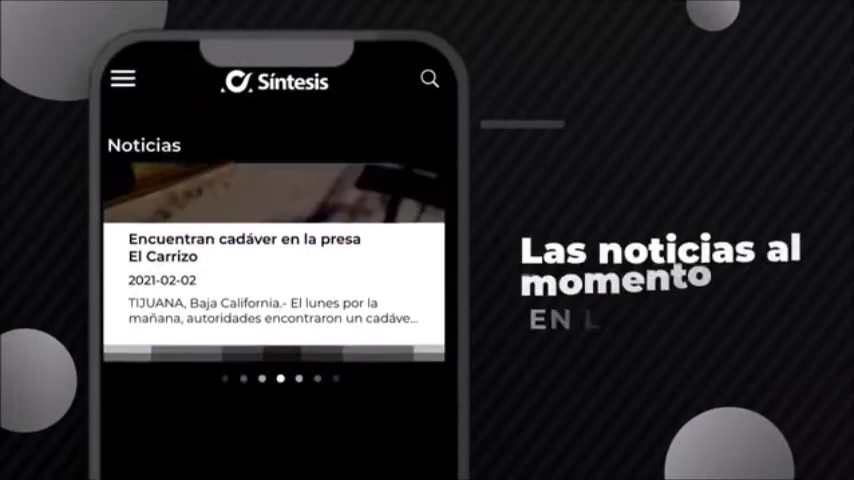 Síntesis
Noticias
Encuentran cadáver en la presa
El Carrizo
2021-02-02
TIJUANA, Baja California.- El lunes por la
mañana, autoridades encontraron un cadáve...
Las noticias al
momento
EN L